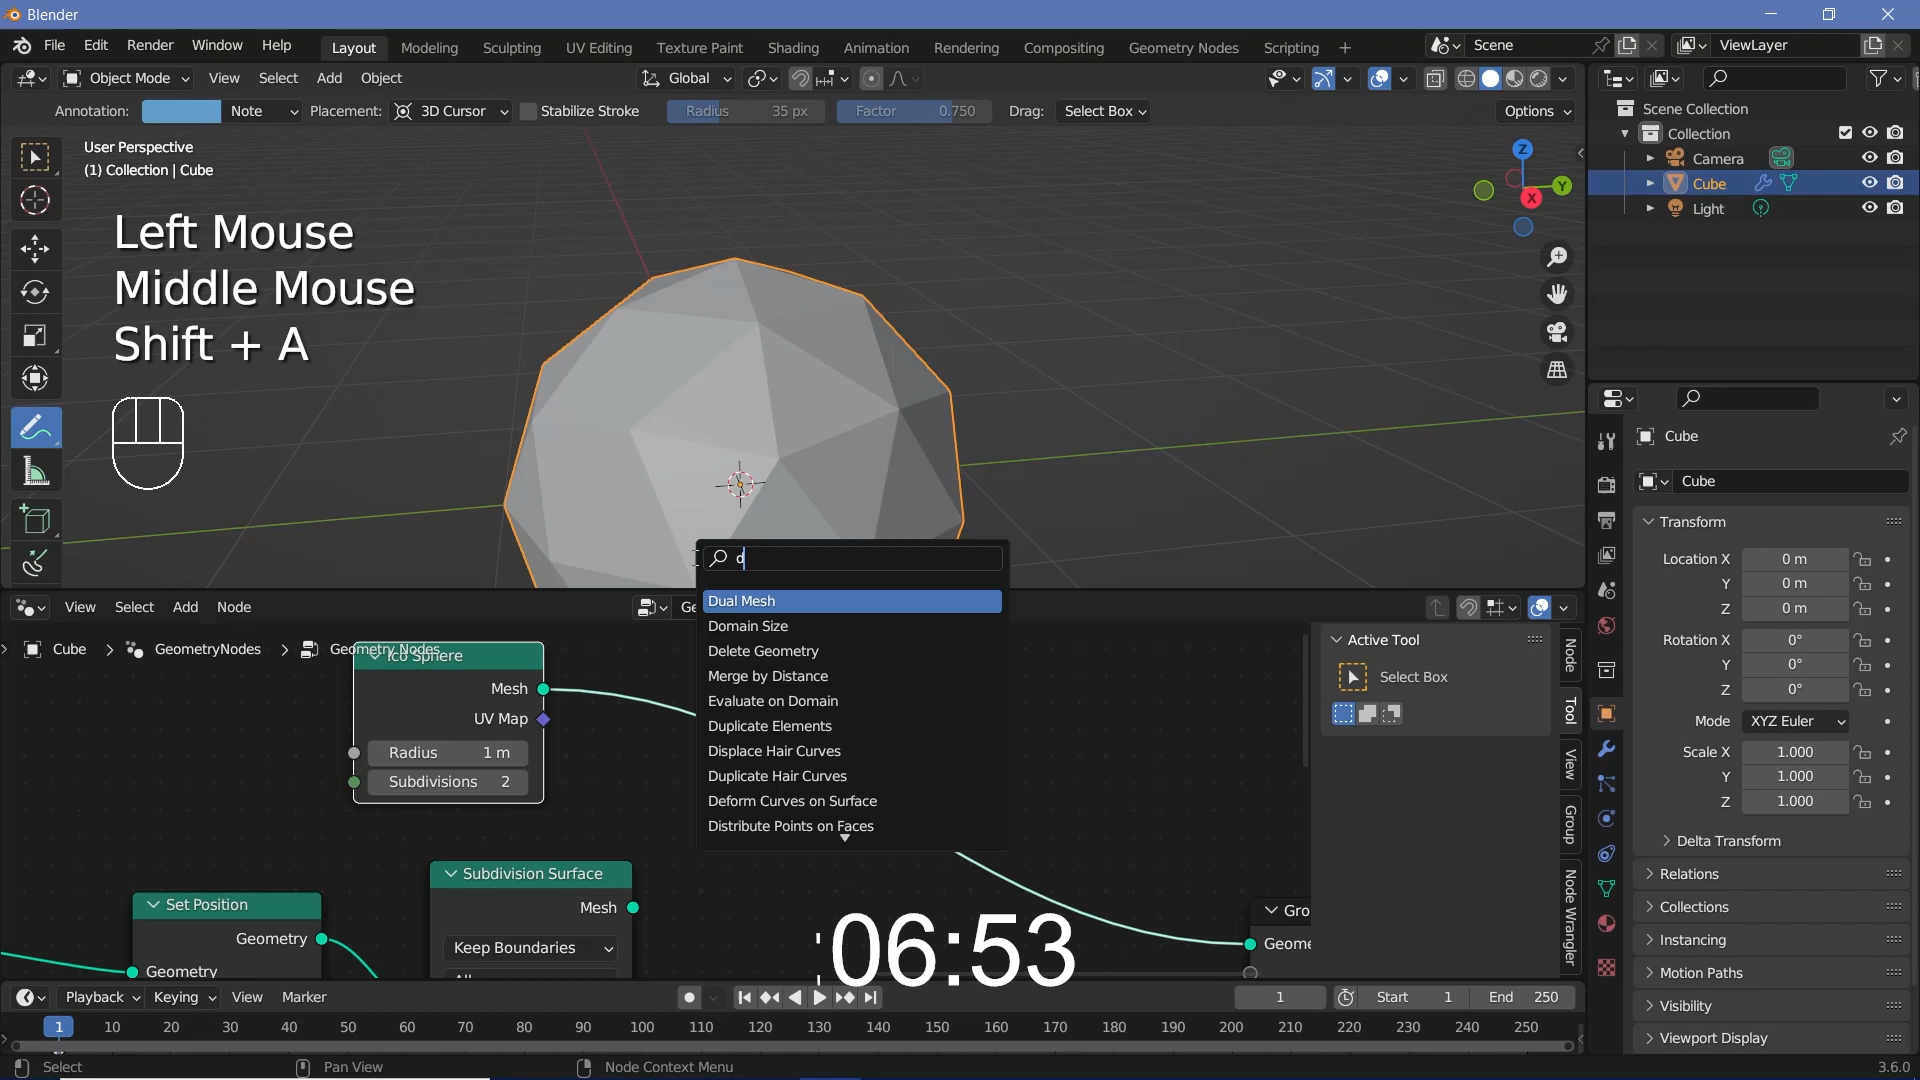 Blender
File Edit Render Window Help Layout Modeling Sculpting UV Editing Texture Paint Shading Animation Rendering Compositing Geometry Nodes Scripting + Scene ViewLayer
Object Mode View Select Add Object Global
Annotation: Note Placement: 3D Cursor Stabilize Stroke Radius 35 px Factor 0.750 Drag: Select Box Options
User Perspective
(1) Collection | Cube
Left Mouse
Middle Mouse
Shift + A
Z
Y
X
Scene Collection
Collection
Camera
Cube
Light
d
Dual Mesh
Domain Size
Delete Geometry
Merge by Distance
Evaluate on Domain
Duplicate Elements
Displace Hair Curves
Duplicate Hair Curves
Deform Curves on Surface
Distribute Points on Faces
View Select Add Node Ge
Cube GeometryNodes Geometry Nodes
Ico Sphere
Mesh
UV Map
Radius 1 m
Subdivisions 2
Set Position
Geometry
Geometry
Subdivision Surface
Mesh
Keep Boundaries
Gro
Geome
:06:53
Active Tool
Select Box
Node
Tool
View
Group
Node Wrangler
Cube
Cube
Transform
Location X 0 m
Y 0 m
Z 0 m
Rotation X 0°
Y 0°
Z 0°
Mode XYZ Euler
Scale X 1.000
Y 1.000
Z 1.000
Delta Transform
Relations
Collections
Instancing
Motion Paths
Visibility
Viewport Display
Playback Keying View Marker 1 Start 1 End 250
1 10 20 30 40 50 60 70 80 90 100 110 120 130 140 150 160 170 180 190 200 210 220 230 240 250
Select Pan View Node Context Menu 3.6.0